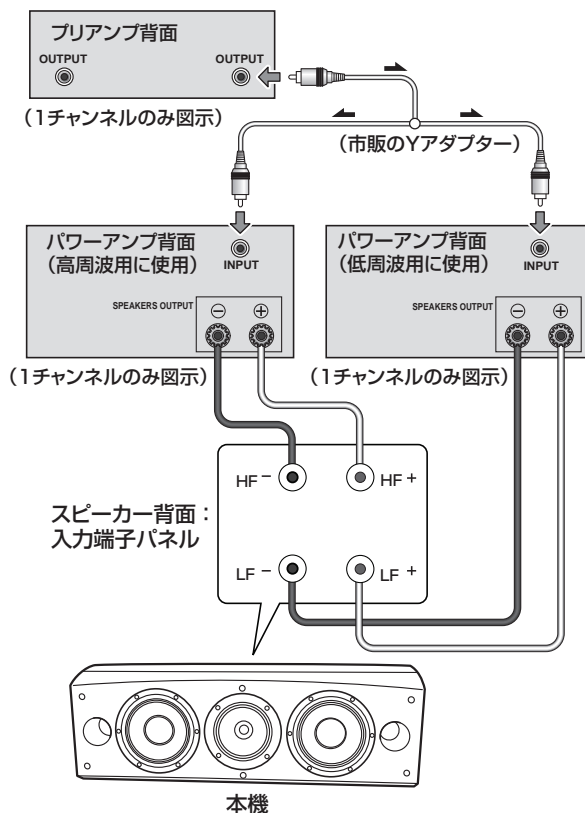 プリアンプ背面
OUTPUT
OUTPUT
(1チャンネルのみ図示)
(市販のYアダプター)
パワーアンプ背面
(高周波用に使用)
INPUT
SPEAKERS OUTPUT
− +
(1チャンネルのみ図示)
パワーアンプ背面
(低周波用に使用)
INPUT
SPEAKERS OUTPUT
− +
(1チャンネルのみ図示)
HF −
HF +
スピーカー背面：
入力端子パネル
LF −
LF +
本機